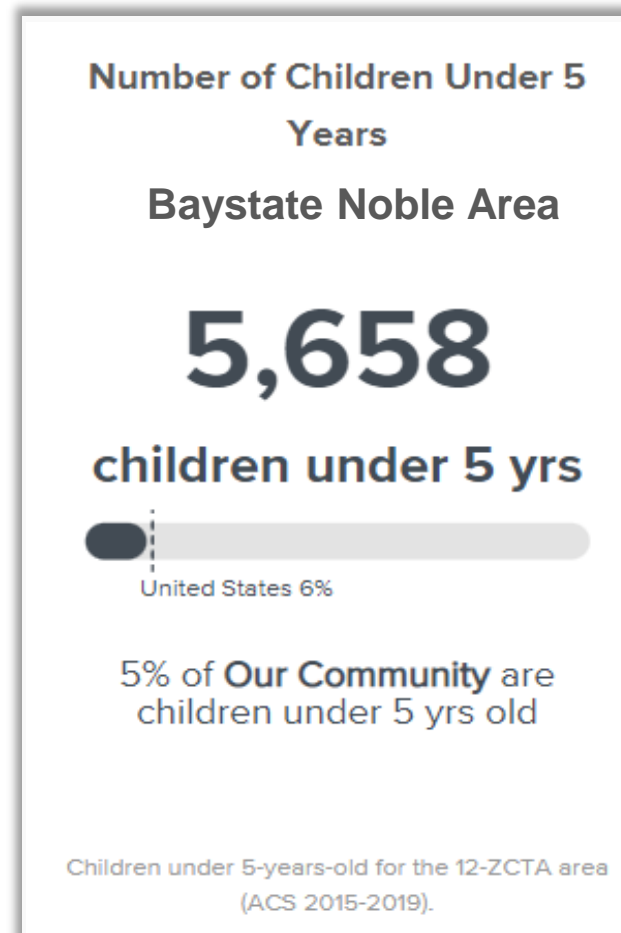 Number of Children Under 5
Years
Baystate Noble Area
5,658
children under 5 yrs
United States 6%
5% of Our Community are
children under 5 yrs old
Children under 5-years-old for the 12-ZCTA area
(ACS 2015-2019).